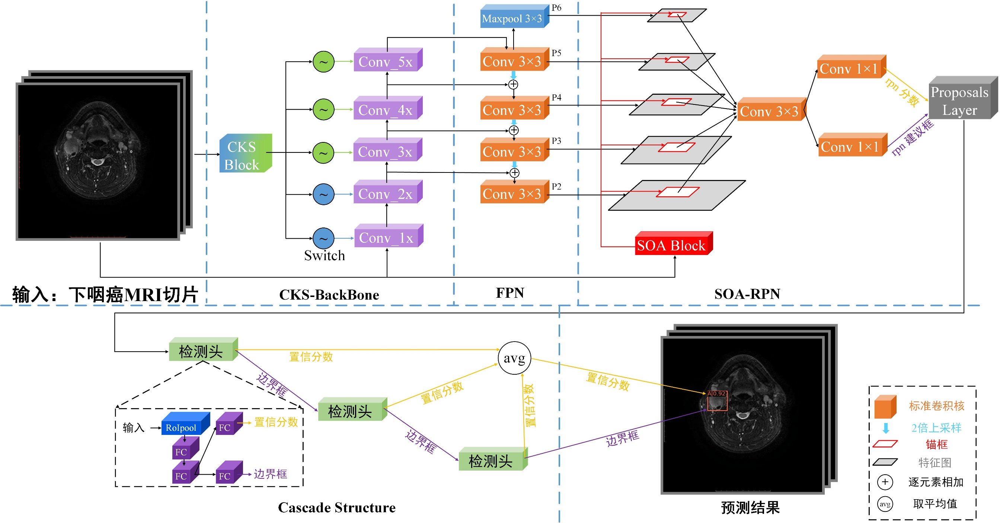 P6
Maxpool 3×3
P5
Conv_5x
Conv 3×3
~
P4
Conv_4x
Conv 3×3
~
P3
Conv_3x
Conv 3×3
~
P2
Conv_2x
Conv 3×3
~
Conv_1x
~
Switch
CKS
Block
+
+
+
Conv 3×3
Conv 1×1
Conv 1×1
rpn 分数
rpn 建议框
Proposals
Layer
SOA Block
输入：下咽癌MRI切片
CKS-BackBone
FPN
SOA-RPN
检测头
置信分数
avg
边界框
置信分数
检测头
置信分数
置信分数
边界框
检测头
边界框
输入
RoIpool
FC
置信分数
FC
FC
FC
边界框
Cascade Structure
A|0.92
预测结果
标准卷积核
2倍上采样
锚框
特征图
+
逐元素相加
avg
取平均值